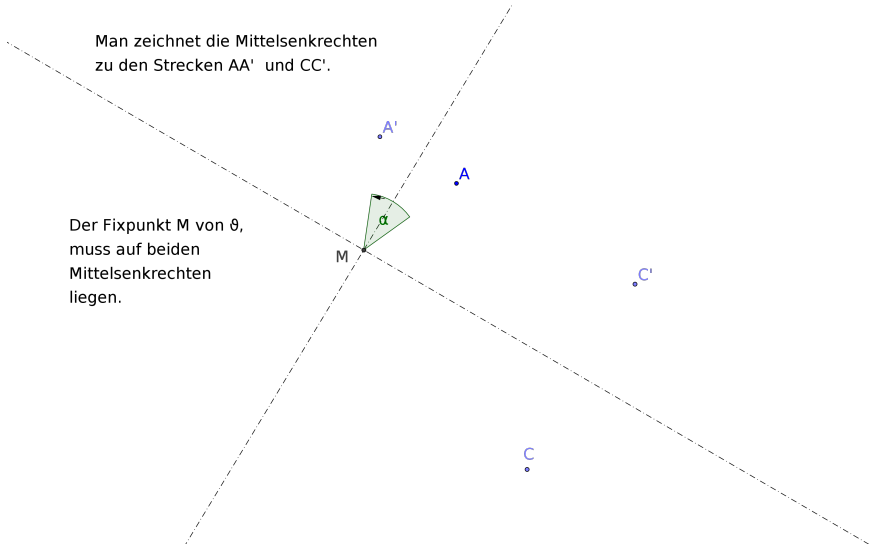 Man zeichnet die Mittelsenkrechten
zu den Strecken AA' und CC'.
A'
A
α
Der Fixpunkt M von ϑ,
muss auf beiden
Mittelsenkrechten
liegen.
M
C'
C